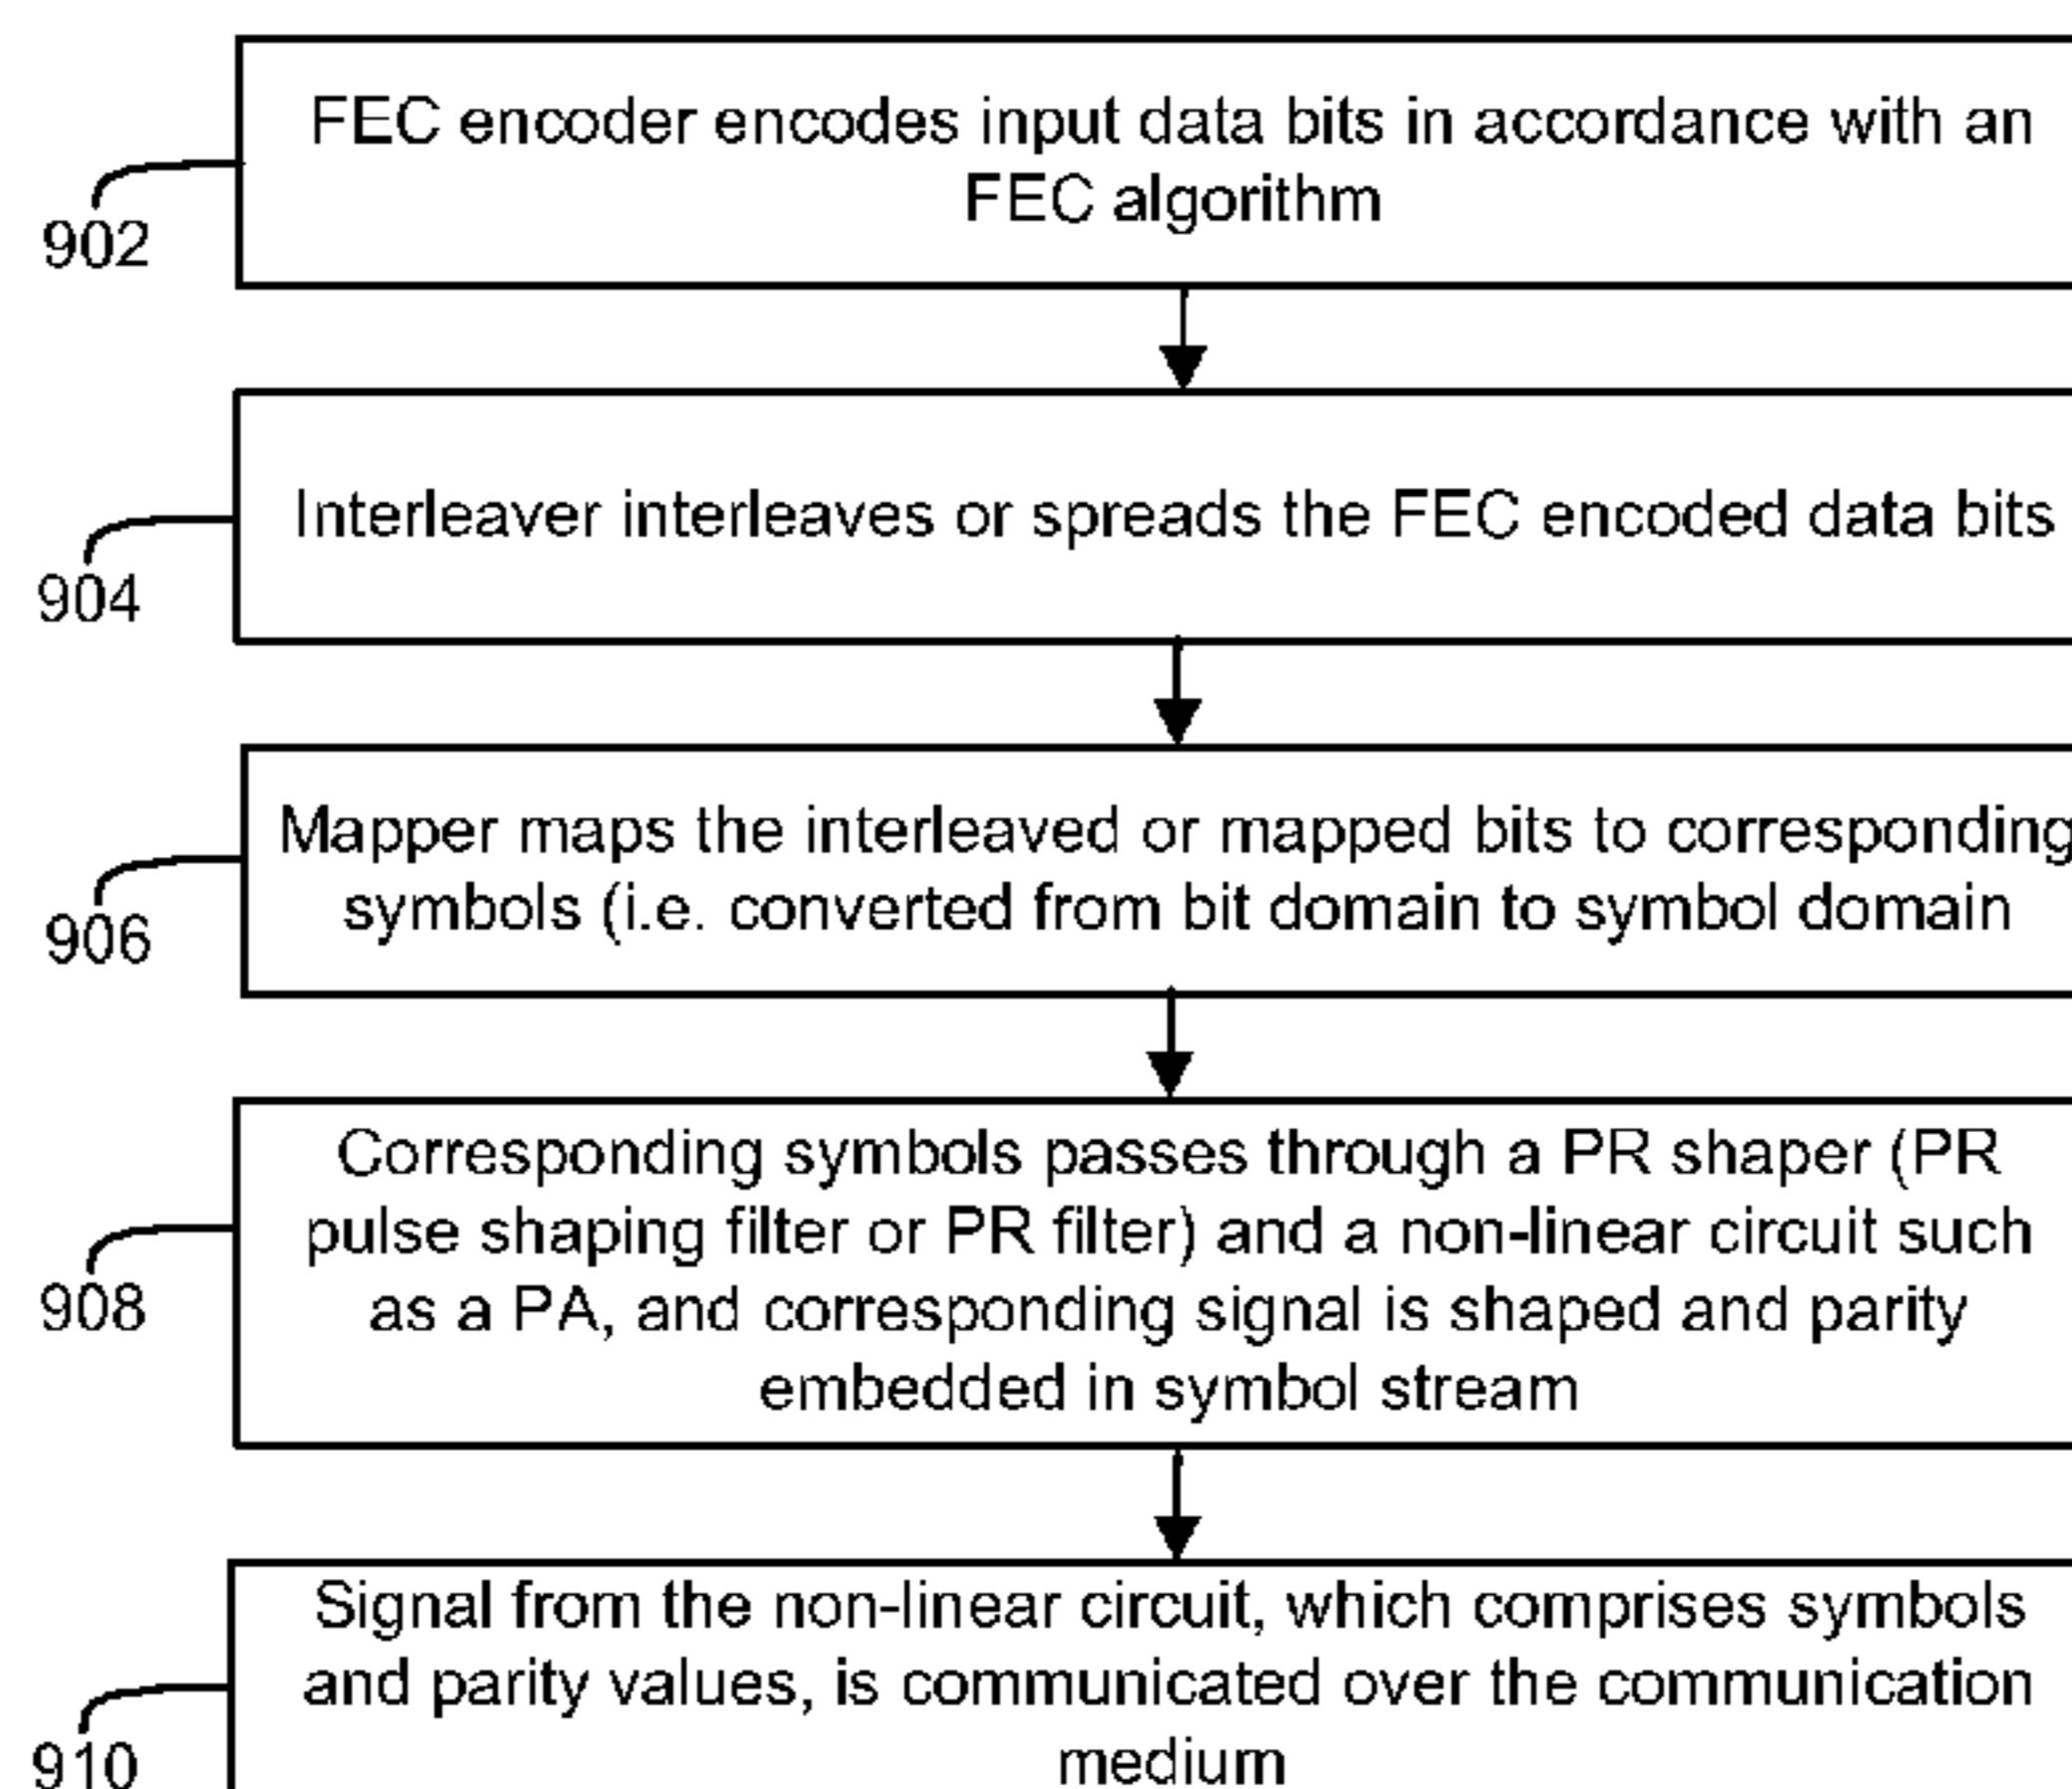 FEC encoder encodes input data bits in accordance with an
FEC algorithm
902
Interleaver interleaves or spreads the FEC encoded data bits
904
Mapper maps the interleaved or mapped bits to corresponding
symbols (i.e. converted from bit domain to symbol domain
906
Corresponding symbols passes through a PR shaper (PR
pulse shaping filter or PR filter) and a non-linear circuit such
as a PA, and corresponding signal is shaped and parity
embedded in symbol stream
908
Signal from the non-linear circuit, which comprises symbols
and parity values, is communicated over the communication
medium
910